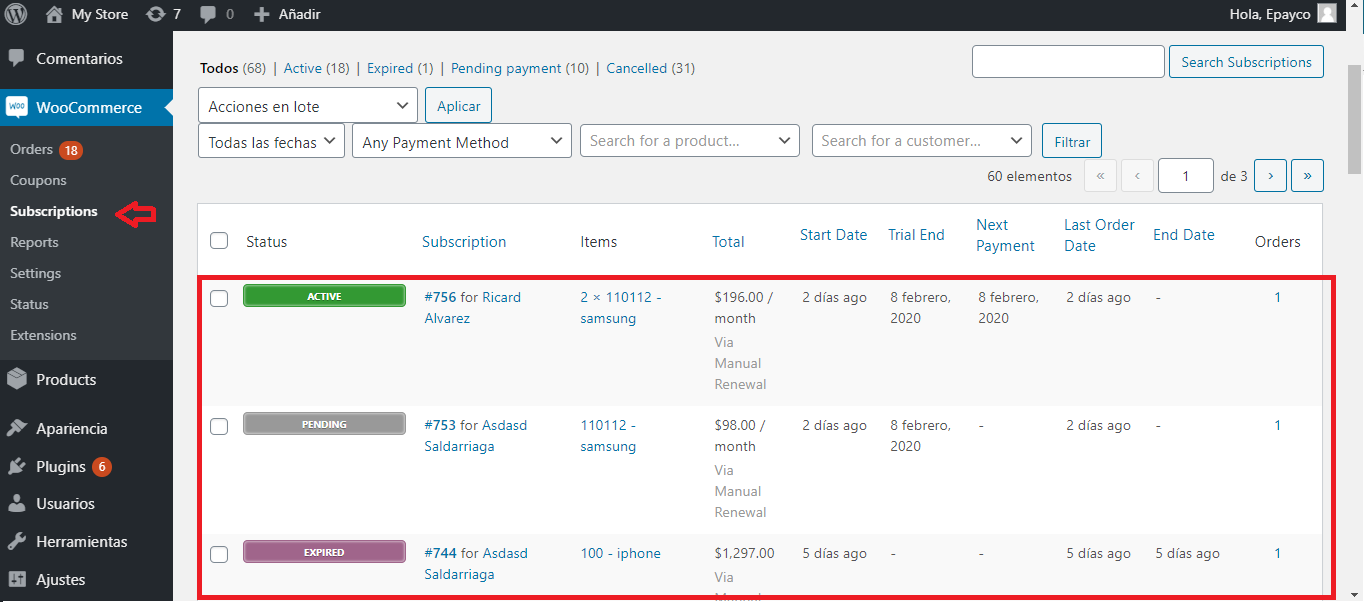 My Store 7 0 Añadir Hola, Epayco
Comentarios
WooCommerce
Orders 18
Coupons
Subscriptions
Reports
Settings
Status
Extensions
Products
Apariencia
Plugins 6
Usuarios
Herramientas
Ajustes
Todos (68) | Active (18) | Expired (1) | Pending payment (10) | Cancelled (31)
Search Subscriptions
Acciones en lote Aplicar
Todas las fechas Any Payment Method Search for a product... Search for a customer... Filtrar
60 elementos « ‹ 1 de 3 › »
Status Subscription Items Total Start Date Trial End Next Payment Last Order Date End Date Orders
ACTIVE #756 for Ricard 2 × 110112 - $196.00 / 2 días ago 8 febrero, 8 febrero, 2 días ago - 1
Alvarez samsung month 2020 2020
Via
Manual
Renewal
PENDING #753 for Asdasd 110112 - $98.00 / 2 días ago 8 febrero, - 2 días ago - 1
Saldarriaga samsung month 2020
Via
Manual
Renewal
EXPIRED #744 for Asdasd 100 - iphone $1,297.00 5 días ago - - 5 días ago 5 días ago 1
Saldarriaga Via